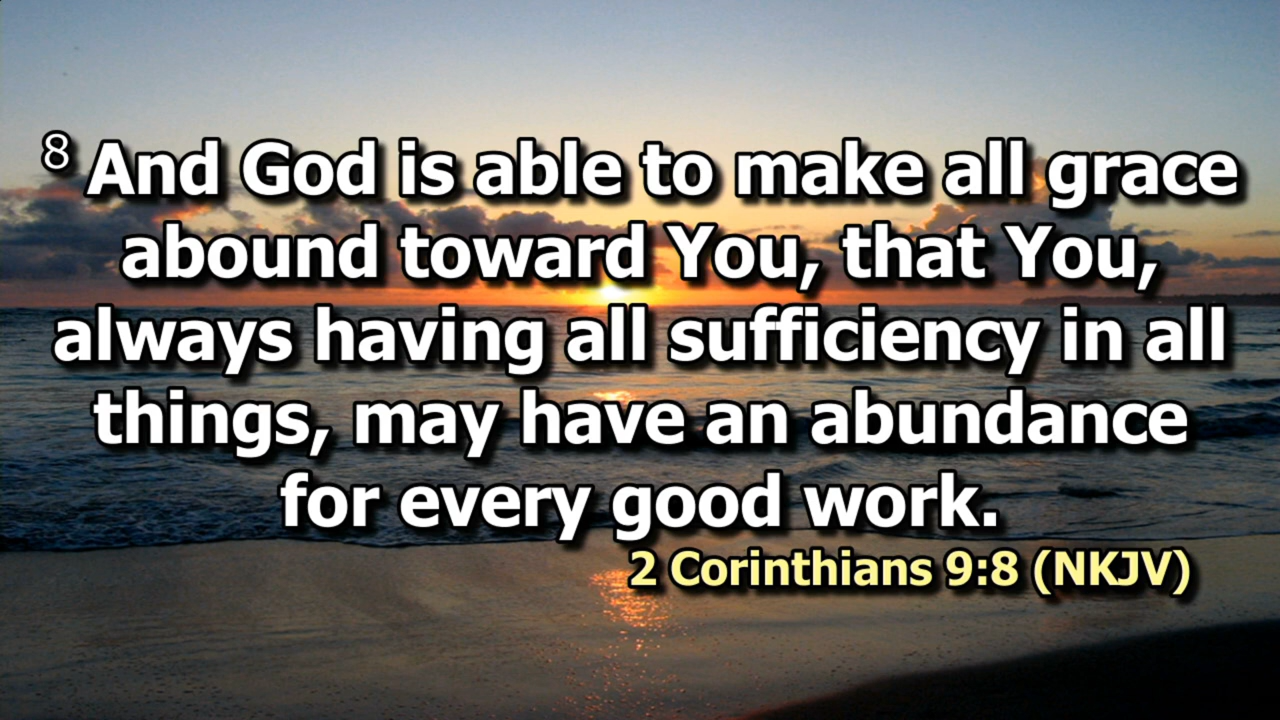 8 And God is able to make all grace
abound toward You, that You,
always having all sufficiency in all
things, may have an abundance
for every good work.
2 Corinthians 9:8 (NKJV)